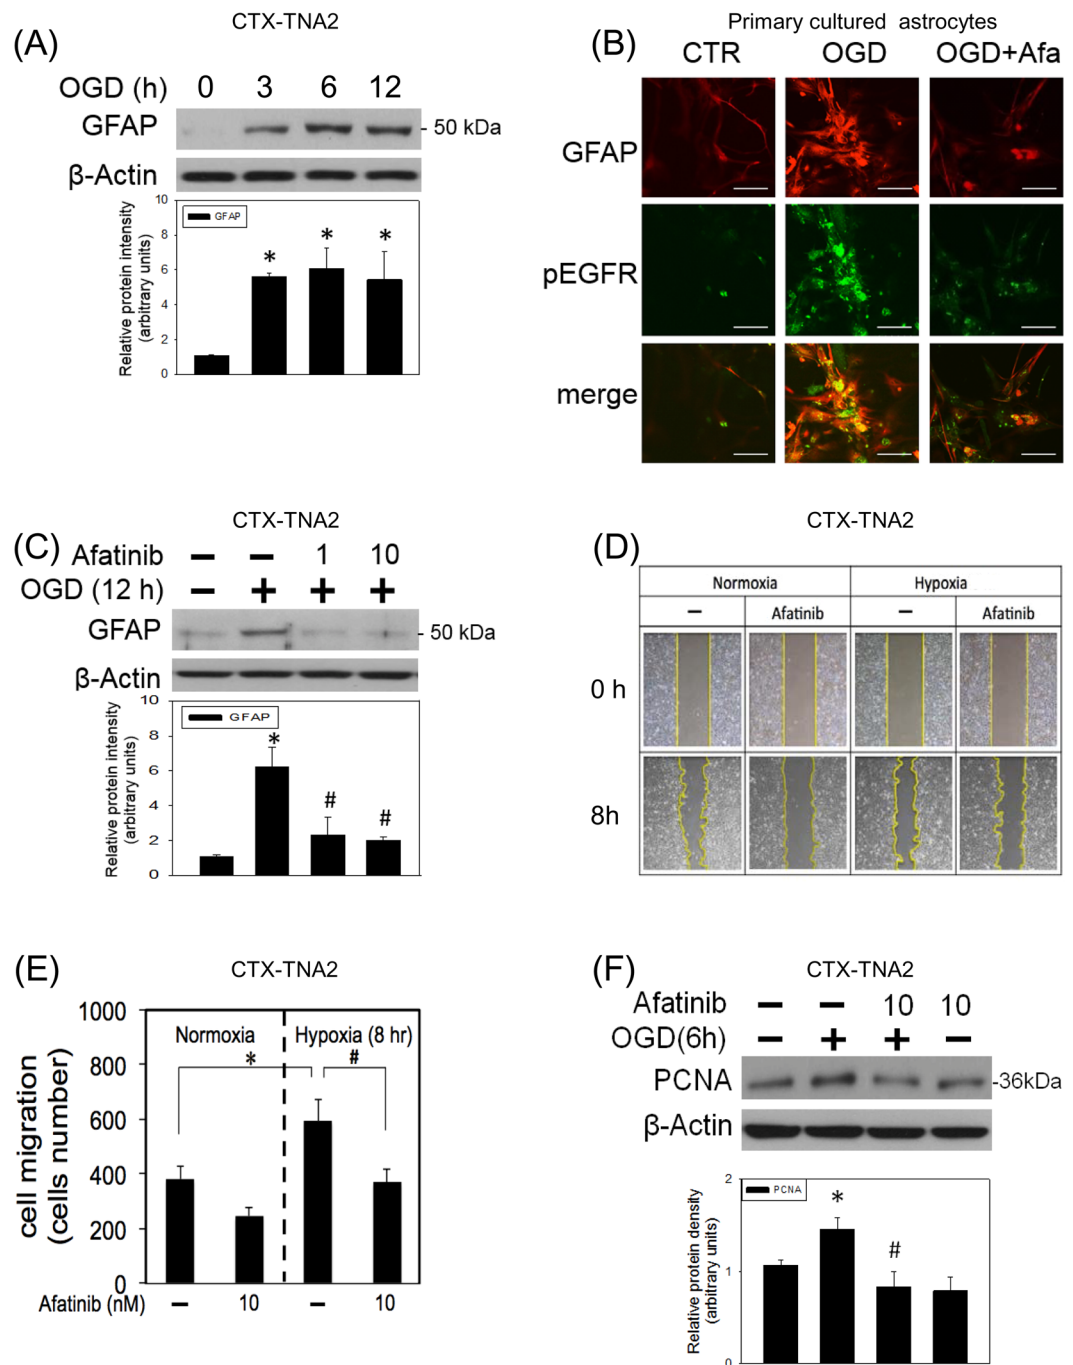 (A)
CTX-TNA2
OGD (h) 0 3 6 12
GFAP - 50 kDa
β-Actin
Relative protein intensity
(arbitrary units)
10
8
6
4
2
0
GFAP
* * *
(B)
Primary cultured astrocytes
CTR OGD OGD+Afa
GFAP
pEGFR
merge
(C)
CTX-TNA2
Afatinib − − 1 10
OGD (12 h) − + + +
GFAP - 50 kDa
β-Actin
Relative protein intensity
(arbitrary units)
10
8
6
4
2
0
GFAP
* # #
(D)
CTX-TNA2
Normoxia Hypoxia
− Afatinib − Afatinib
0 h
8h
(E)
CTX-TNA2
cell migration
(cells number)
1000
800
600
400
200
0
Normoxia Hypoxia (8 hr)
* #
Afatinib (nM) − 10 − 10
(F)
CTX-TNA2
Afatinib − − 10 10
OGD(6h) − + + −
PCNA -36kDa
β-Actin
Relative protein density
(arbitrary units)
2
1
0
PCNA
* #